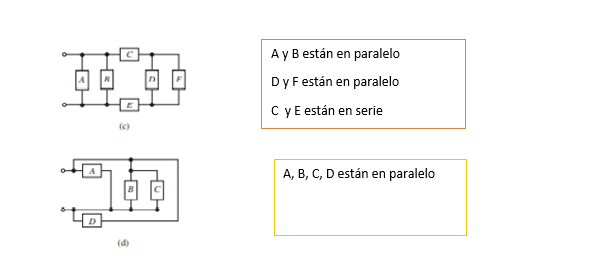 C
A y B están en paralelo
A
B
D
F
D y F están en paralelo
E
C y E están en serie
(c)
A
B
C
A, B, C, D están en paralelo
D
(d)